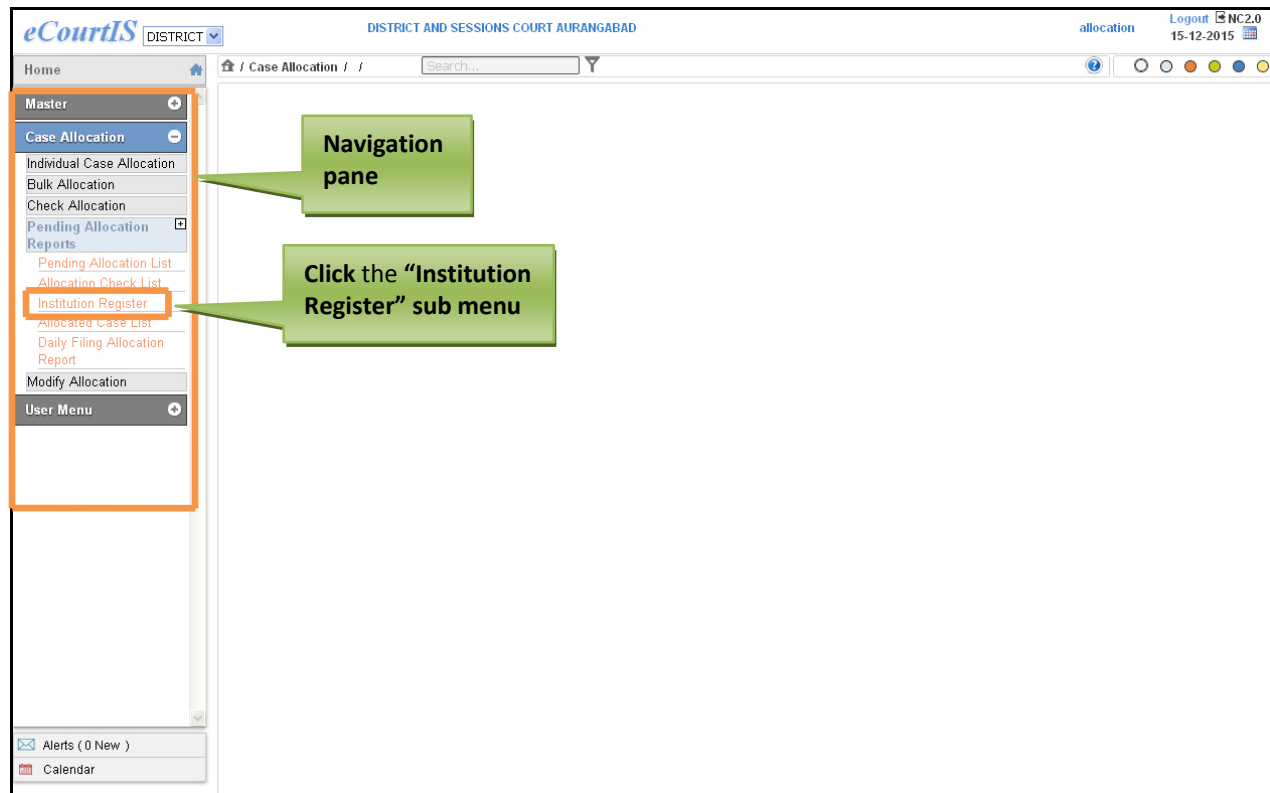 eCourtIS DISTRICT
DISTRICT AND SESSIONS COURT AURANGABAD
allocation
Logout NC2.0
15-12-2015
Home
/ Case Allocation / /
Search...
Master
Case Allocation
Individual Case Allocation
Bulk Allocation
Check Allocation
Pending Allocation
Reports
Pending Allocation List
Allocation Check List
Institution Register
Allocated Case List
Daily Filing Allocation
Report
Modify Allocation
User Menu
Navigation
pane
Click the “Institution
Register” sub menu
Alerts ( 0 New )
Calendar